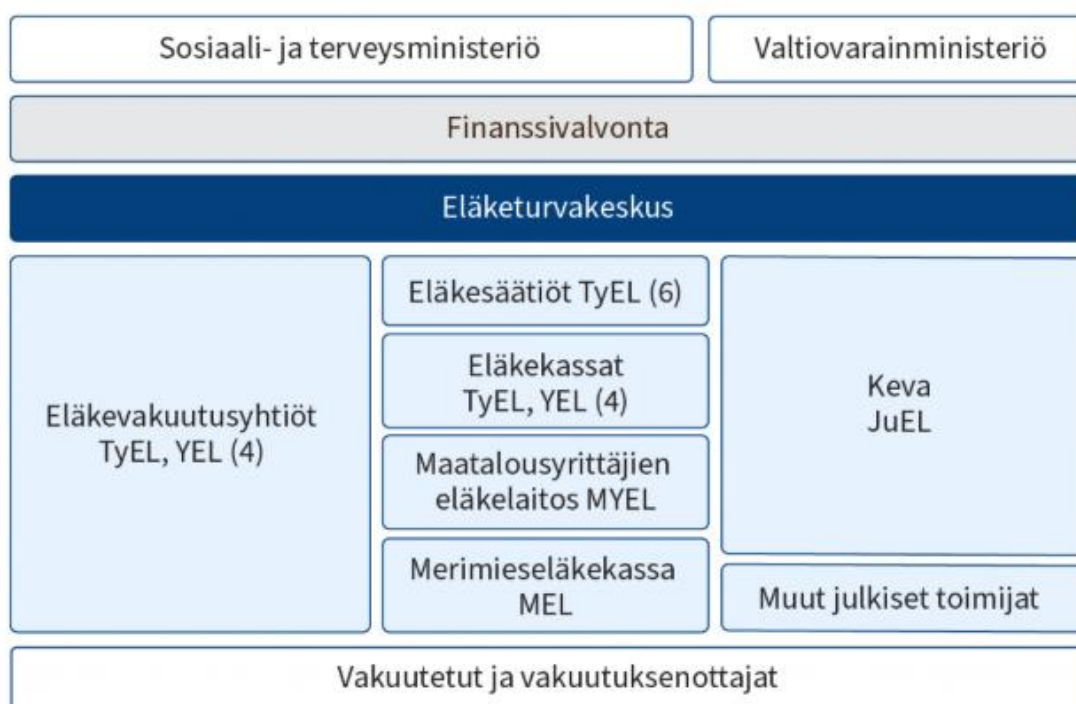 Sosiaali- ja terveysministeriö
Valtiovarainministeriö
Finanssivalvonta
Eläketurvakeskus
Eläkevakuutusyhtiöt
TyEL, YEL (4)
Eläkesäätiöt TyEL (6)
Eläkekassat
TyEL, YEL (4)
Maatalousyrittäjien
eläkelaitos MYEL
Merimieseläkekassa
MEL
Keva
JuEL
Muut julkiset toimijat
Vakuutetut ja vakuutuksenottajat